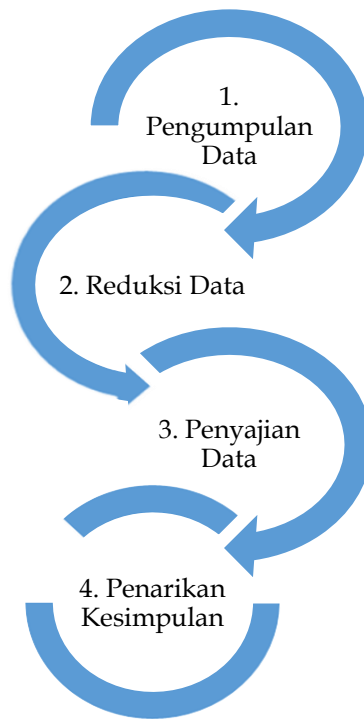 1.
Pengumpulan
Data
2. Reduksi Data
3. Penyajian
Data
4. Penarikan
Kesimpulan